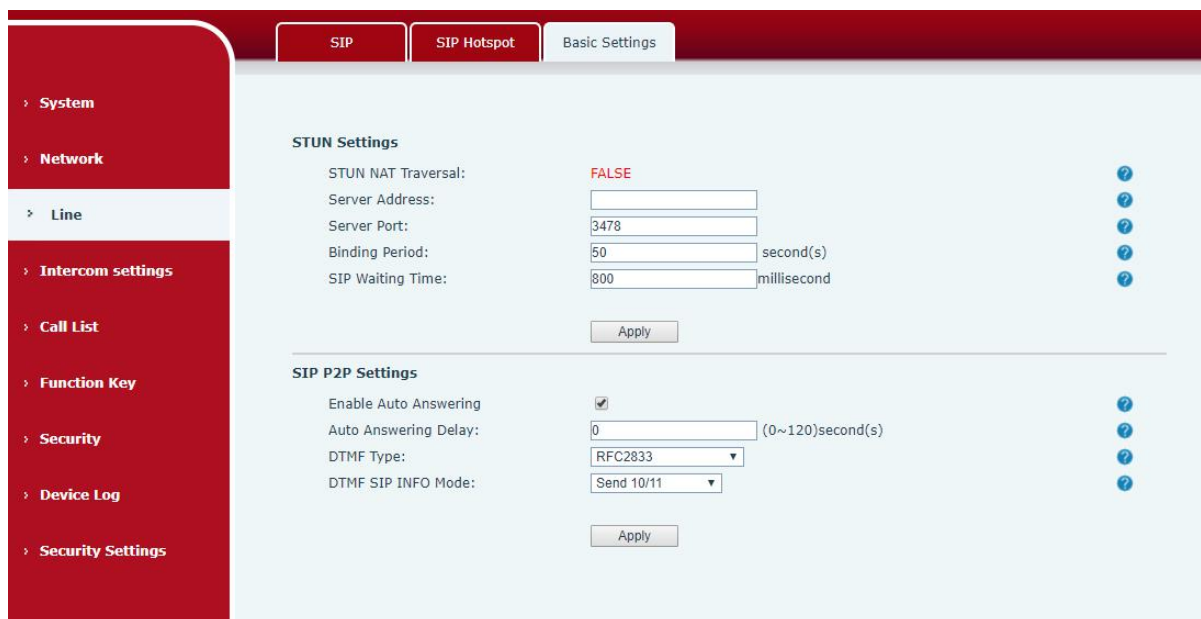 SIP SIP Hotspot Basic Settings
› System
› Network
› Line
› Intercom settings
› Call List
› Function Key
› Security
› Device Log
› Security Settings
STUN Settings
STUN NAT Traversal: FALSE ?
Server Address: ?
Server Port: 3478 ?
Binding Period: 50 second(s) ?
SIP Waiting Time: 800 millisecond ?
Apply
SIP P2P Settings
Enable Auto Answering ?
Auto Answering Delay: 0 (0~120)second(s) ?
DTMF Type: RFC2833 ?
DTMF SIP INFO Mode: Send 10/11 ?
Apply